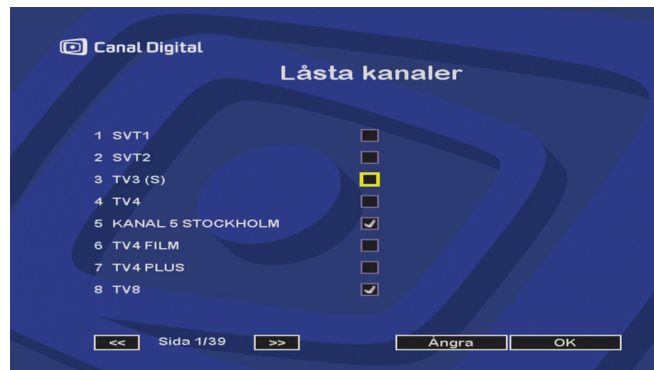 Canal Digital
Låsta kanaler
1 SVT1
2 SVT2
3 TV3 (S)
4 TV4
5 KANAL 5 STOCKHOLM
6 TV4 FILM
7 TV4 PLUS
8 TV8
<< Sida 1/39 >> Ångra OK